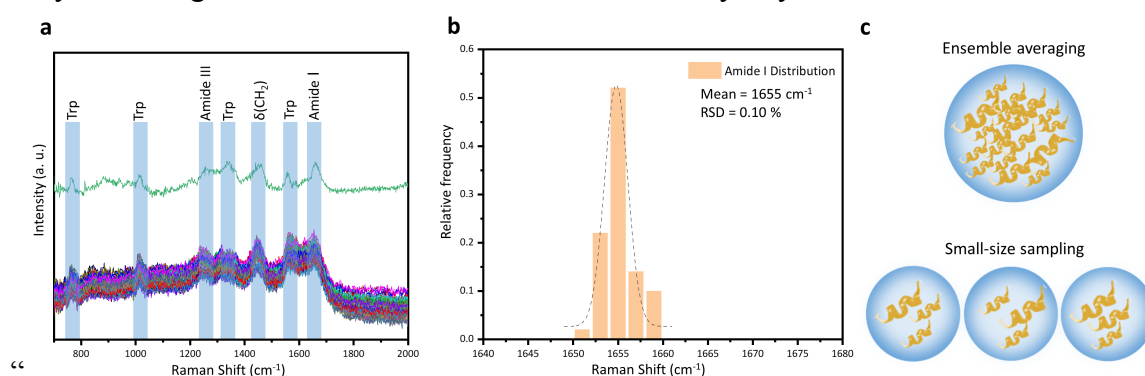 a
Trp
Trp
Amide III
Trp
δ(CH2)
Trp
Amide I
Intensity (a. u.)
800 1000 1200 1400 1600 1800 2000
Raman Shift (cm-1)
“
b
Amide I Distribution
Mean = 1655 cm-1
RSD = 0.10 %
Relative frequency
0.6
0.5
0.4
0.3
0.2
0.1
0.0
1640 1645 1650 1655 1660 1665 1670 1675 1680
Raman Shift (cm-1)
c
Ensemble averaging
Small-size sampling